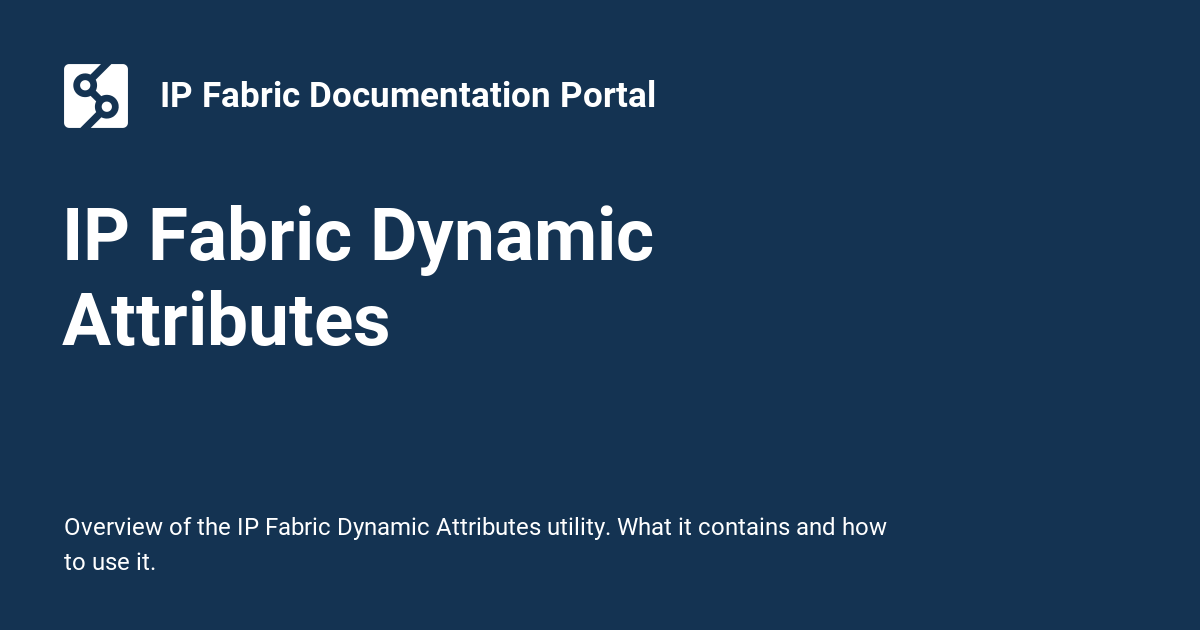 IP Fabric Documentation Portal
IP Fabric Dynamic
Attributes
Overview of the IP Fabric Dynamic Attributes utility. What it contains and how
to use it.